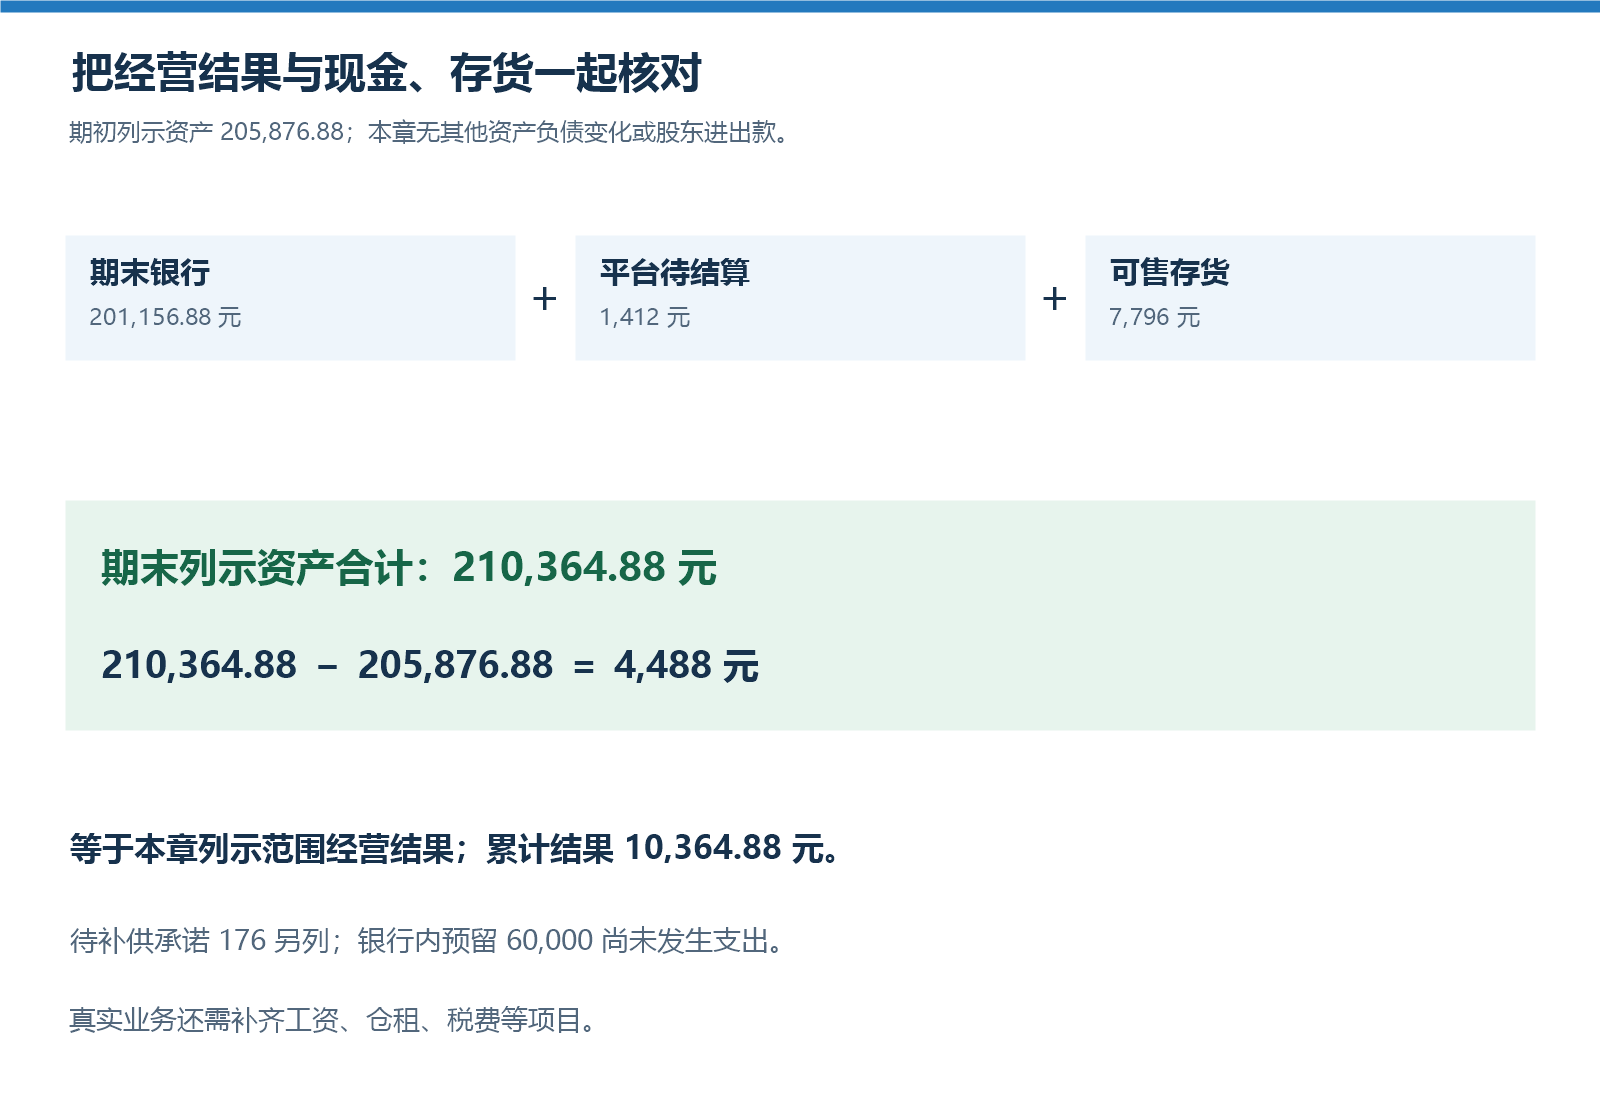 把经营结果与现金、存货一起核对
期初列示资产 205,876.88；本章无其他资产负债变化或股东进出款。
期末银行
201,156.88 元
+
平台待结算
1,412 元
+
可售存货
7,796 元
期末列示资产合计：210,364.88 元
210,364.88 － 205,876.88 = 4,488 元
等于本章列示范围经营结果；累计结果 10,364.88 元。
待补供承诺 176 另列；银行内预留 60,000 尚未发生支出。
真实业务还需补齐工资、仓租、税费等项目。